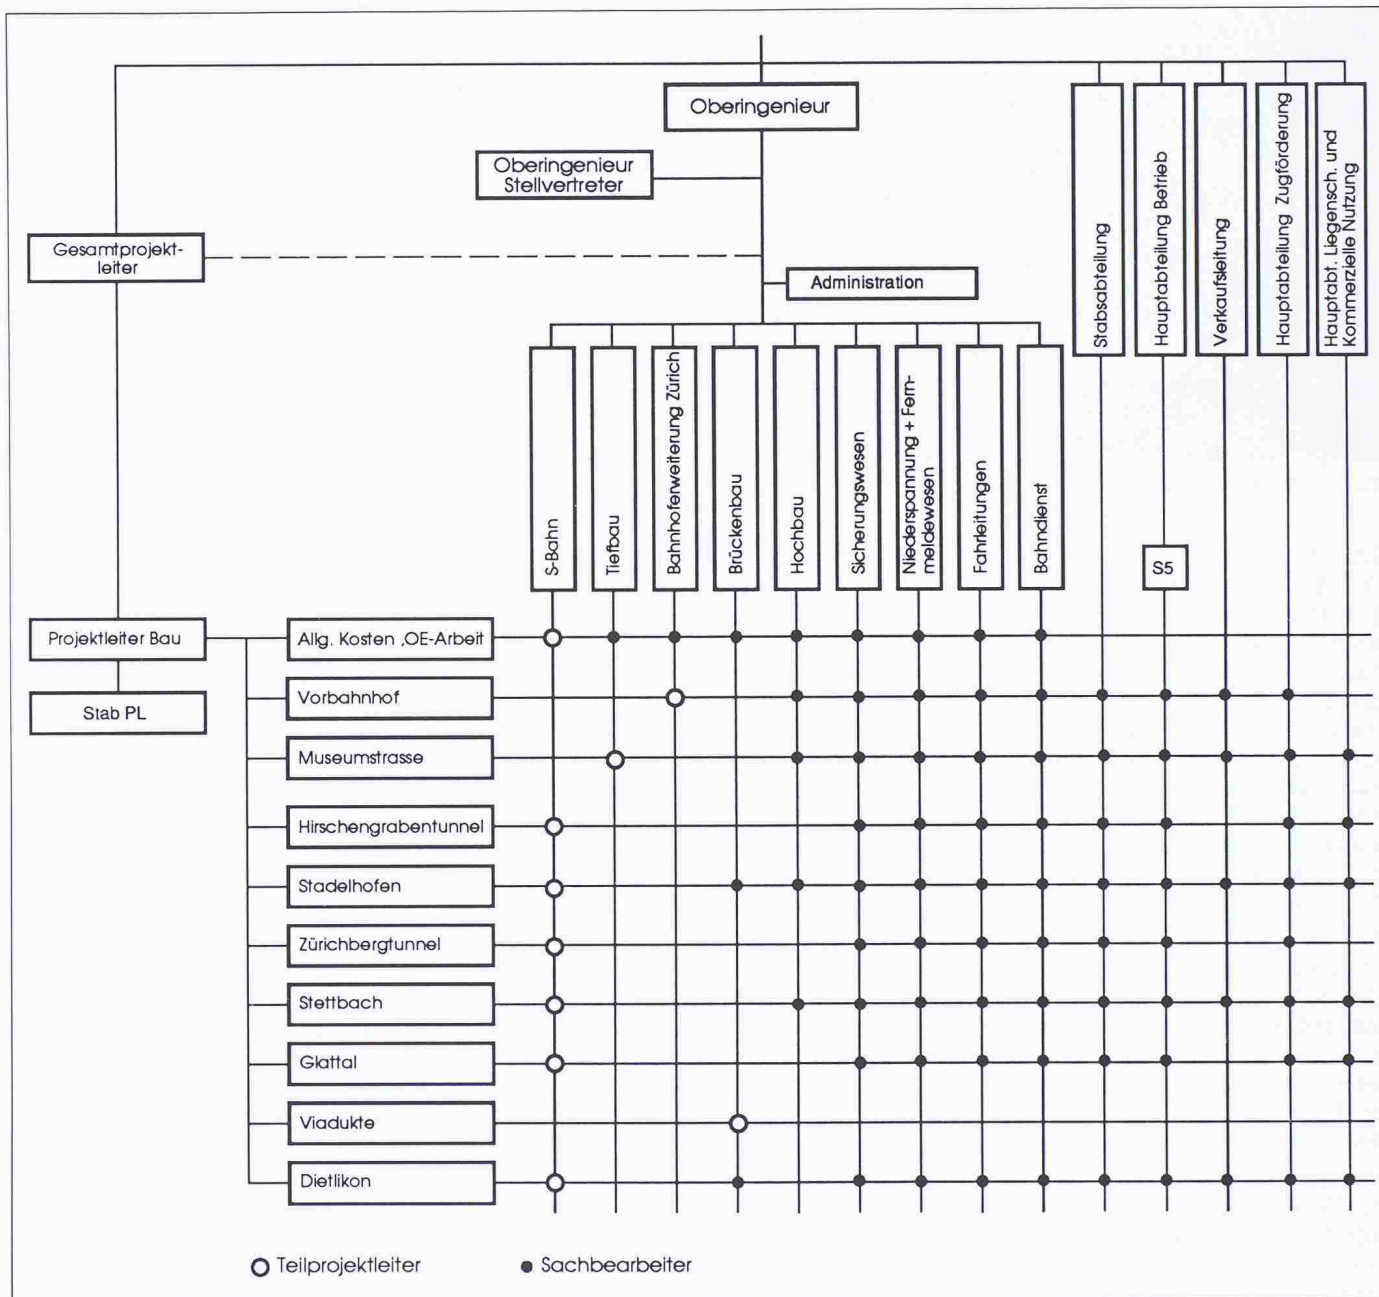 Oberingenieur
Oberingenieur
Stellvertreter
Gesamtprojekt-
leiter
Administration
Stabsabteilung
Hauptabteilung Betrieb
Verkaufsleitung
Hauptabteilung Zugförderung
Hauptabt. Liegensch. und
Kommerzielle Nutzung
S-Bahn
Tiefbau
Bahnhoferweiterung Zürich
Brückenbau
Hochbau
Sicherungswesen
Niederspannung + Fern-
meldewesen
Fahrleitungen
Bahndienst
S5
Projektleiter Bau
Stab PL
Allg. Kosten ,OE-Arbeit
Vorbahnhof
Museumstrasse
Hirschengrabentunnel
Stadelhofen
Zürichbergtunnel
Stettbach
Glattal
Viadukte
Dietlikon
Teilprojektleiter
Sachbearbeiter